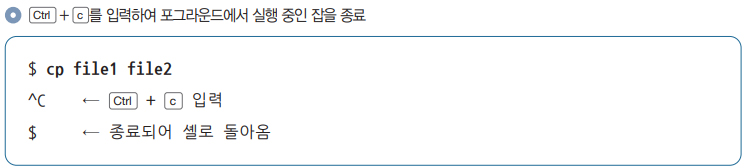 Ctrl + c를 입력하여 포그라운드에서 실행 중인 잡을 종료
$ cp file1 file2
^C ← Ctrl + c 입력
$ ← 종료되어 셸로 돌아옴